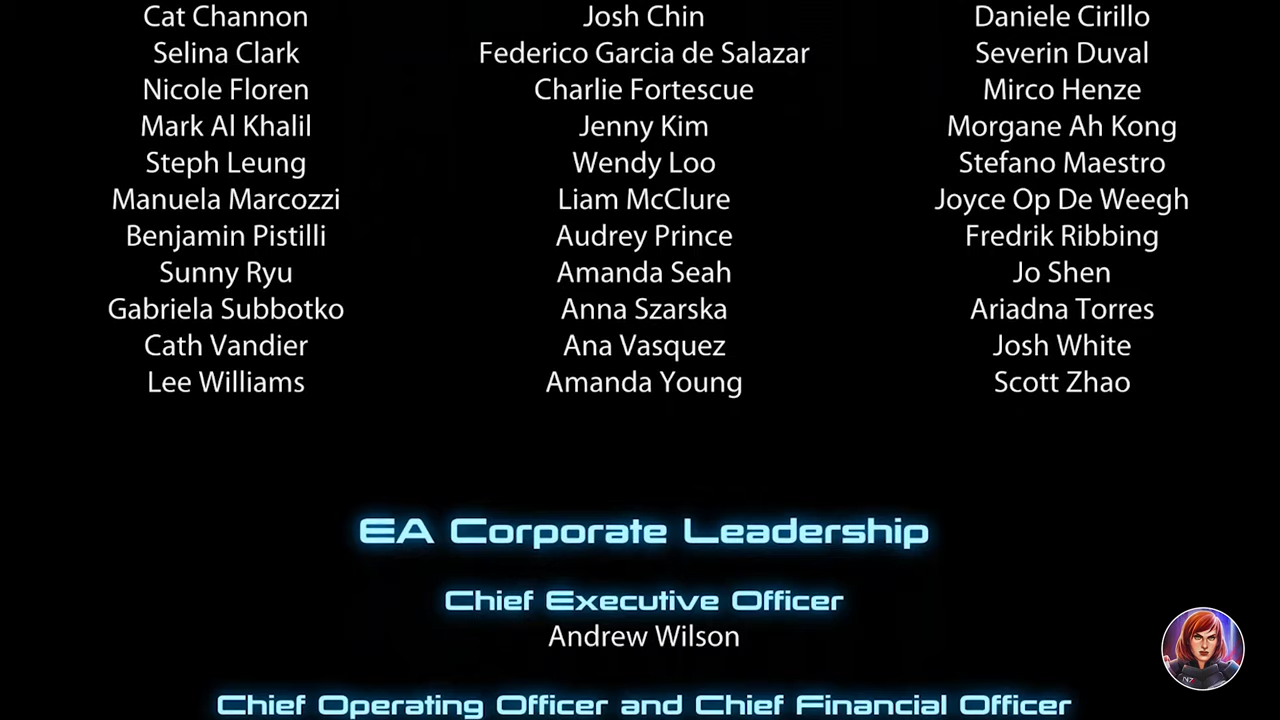 Cat Channon Josh Chin Daniele Cirillo
Selina Clark Federico Garcia de Salazar Severin Duval
Nicole Floren Charlie Fortescue Mirco Henze
Mark Al Khalil Jenny Kim Morgane Ah Kong
Steph Leung Wendy Loo Stefano Maestro
Manuela Marcozzi Liam McClure Joyce Op De Weegh
Benjamin Pistilli Audrey Prince Fredrik Ribbing
Sunny Ryu Amanda Seah Jo Shen
Gabriela Subbotko Anna Szarska Ariadna Torres
Cath Vandier Ana Vasquez Josh White
Lee Williams Amanda Young Scott Zhao
EA Corporate Leadership
Chief Executive Officer
Andrew Wilson
N7
Chief Operating Officer and Chief Financial Officer